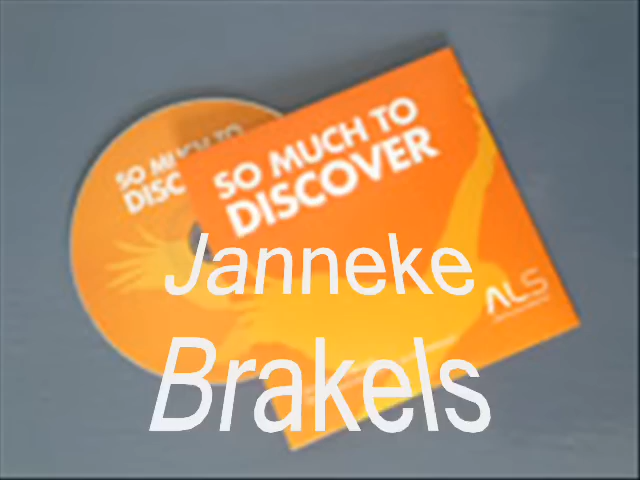 SO MUCH TO
DISC
SO MUCH TO
DISCOVER
ALS
Janneke
Brakels